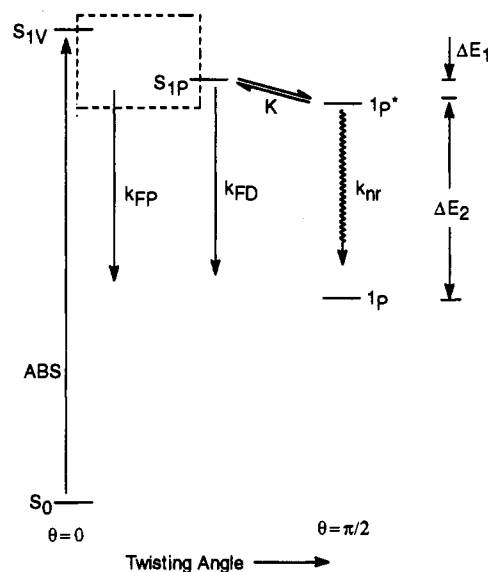 S1V
S1P
K
1P*
ΔE1
kFP
kFD
knr
ΔE2
1P
ABS
S0
θ=0
θ=π/2
Twisting Angle